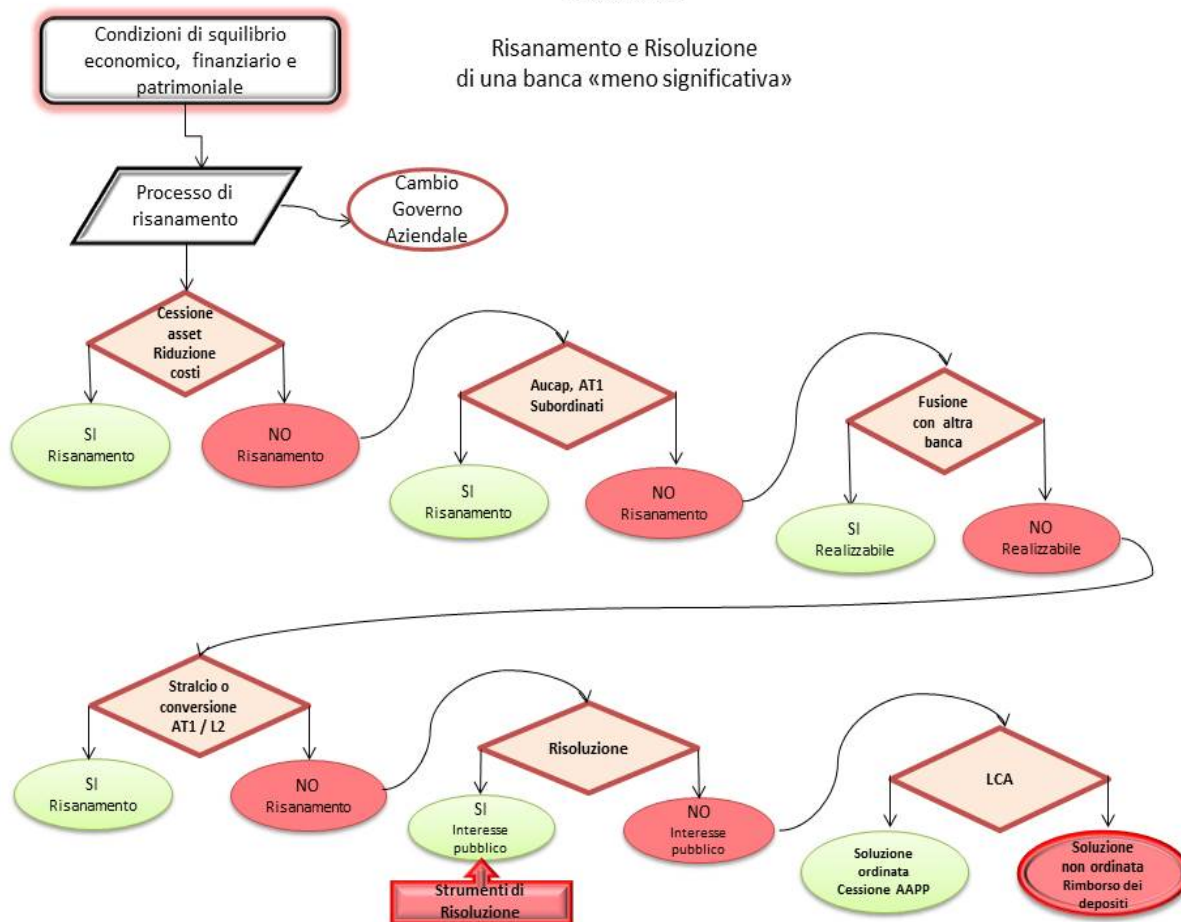 Condizioni di squilibrio
economico, finanziario e
patrimoniale
Risanamento e Risoluzione
di una banca «meno significativa»
Processo di
risanamento
Cambio
Governo
Aziendale
Cessione
asset
Riduzione
costi
SI
Risanamento
NO
Risanamento
Aucap, AT1
Subordinati
SI
Risanamento
NO
Risanamento
Fusione
con altra
banca
SI
Realizzabile
NO
Realizzabile
Stralcio o
conversione
AT1 / L2
SI
Risanamento
NO
Risanamento
Risoluzione
SI
Interesse
pubblico
NO
Interesse
pubblico
Strumenti di
Risoluzione
LCA
Soluzione
ordinata
Cessione AAPP
Soluzione
non ordinata
Rimborso dei
depositi